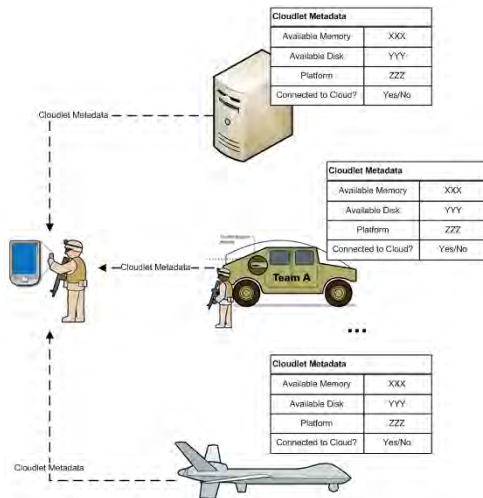 Cloudlet Metadata
Available Memory XXX
Available Disk YYY
Platform ZZZ
Connected to Cloud? Yes/No
Cloudlet Metadata
Cloudlet Metadata
Available Memory XXX
Available Disk YYY
Platform ZZZ
Connected to Cloud? Yes/No
Cloudlet Metadata
Team A
...
Cloudlet Metadata
Available Memory XXX
Available Disk YYY
Platform ZZZ
Connected to Cloud? Yes/No
Cloudlet Metadata